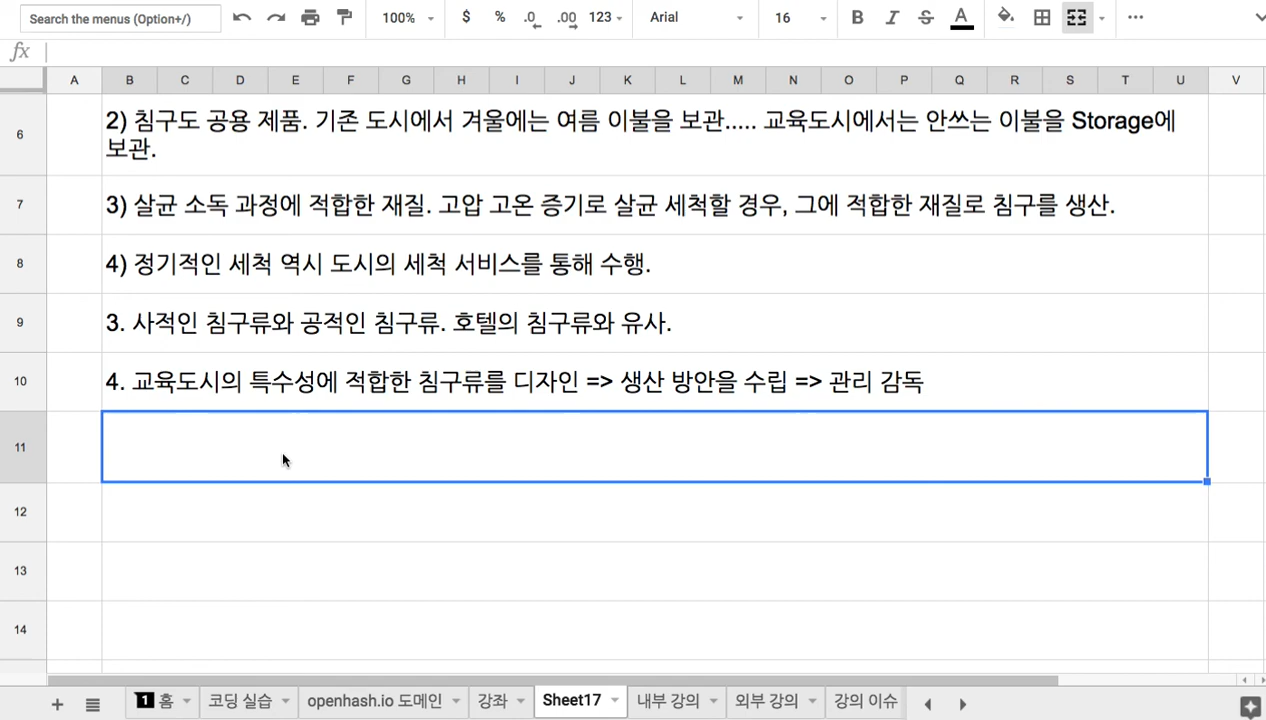 Search the menus (Option+/)
100%
$
%
.0
.00
123
Arial
16
B
I
S
A
fx
A B C D E F G H I J K L M N O P Q R S T U V
6
2) 침구도 공용 제품. 기존 도시에서 겨울에는 여름 이불을 보관..... 교육도시에서는 안쓰는 이불을 Storage에
보관.
7
3) 살균 소독 과정에 적합한 재질. 고압 고온 증기로 살균 세척할 경우, 그에 적합한 재질로 침구를 생산.
8
4) 정기적인 세척 역시 도시의 세척 서비스를 통해 수행.
9
3. 사적인 침구류와 공적인 침구류. 호텔의 침구류와 유사.
10
4. 교육도시의 특수성에 적합한 침구류를 디자인 => 생산 방안을 수립 => 관리 감독
11
12
13
14
1 홈
코딩 실습
openhash.io 도메인
강좌
Sheet17
내부 강의
외부 강의
강의 이슈